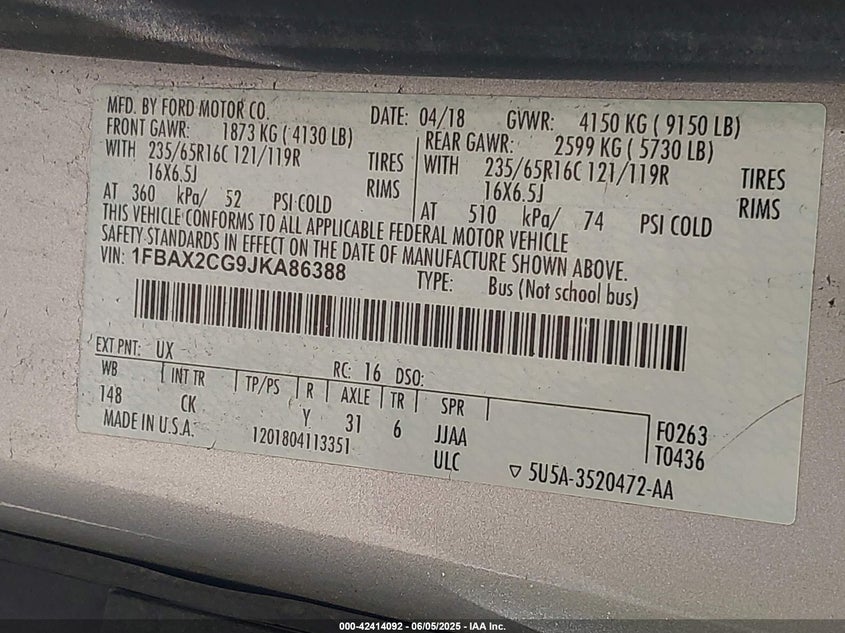 MFD. BY FORD MOTOR CO. DATE: 04/18 GVWR: 4150 KG ( 9150 LB)
FRONT GAWR: 1873 KG ( 4130 LB) REAR GAWR: 2599 KG ( 5730 LB)
WITH 235/65R16C 121/119R TIRES WITH 235/65R16C 121/119R TIRES
16X6.5J RIMS 16X6.5J RIMS
AT 360 kPa/ 52 PSI COLD AT 510 kPa/ 74 PSI COLD
THIS VEHICLE CONFORMS TO ALL APPLICABLE FEDERAL MOTOR VEHICLE
SAFETY STANDARDS IN EFFECT ON THE DATE OF MANUFACTURE SHOWN ABOVE.
VIN: 1FBAX2CG9JKA86388 TYPE: Bus (Not school bus)
EXT PNT: UX RC: 16 DSO:
WB INT TR TP/PS R AXLE TR SPR
148 CK Y 31 6 JJAA F0263
MADE IN U.S.A. 1201804113351 ULC T0436
5U5A-3520472-AA
000-42414092 - 06/05/2025 - IAA Inc.